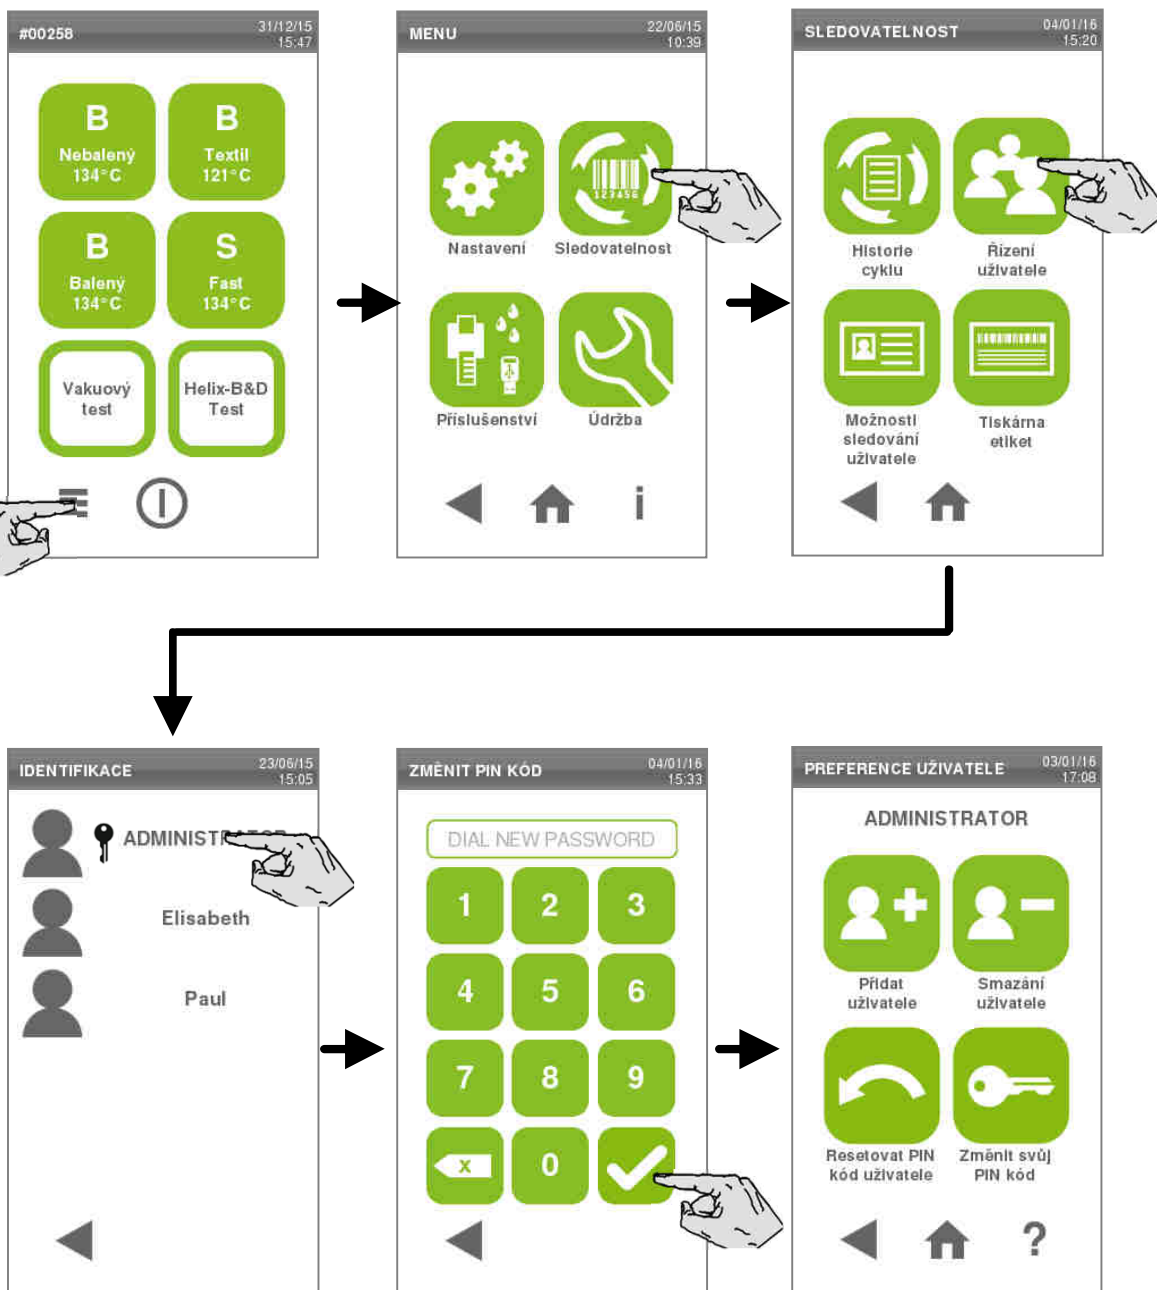 #00258
31/12/15
15:47
B
Nebalený
134°C
B
Textil
121°C
B
Balený
134°C
S
Fast
134°C
Vakuový
test
Helix-B&D
Test
MENU
22/06/15
10:39
123456
Nastavení
Sledovatelnost
Příslušenství
Údržba
i
SLEDOVATELNOST
04/01/16
15:20
Historie
cyklu
Řízení
uživatele
Možnosti
sledování
uživatele
Tiskárna
etiket
IDENTIFIKACE
23/06/15
15:05
ADMINISTRATOR
Elisabeth
Paul
ZMĚNIT PIN KÓD
04/01/16
15:33
DIAL NEW PASSWORD
1 2 3
4 5 6
7 8 9
x 0
PREFERENCE UŽIVATELE
03/01/16
17:08
ADMINISTRATOR
Přidat
uživatele
Smazání
uživatele
Resetovat PIN
kód uživatele
Změnit svůj
PIN kód
?